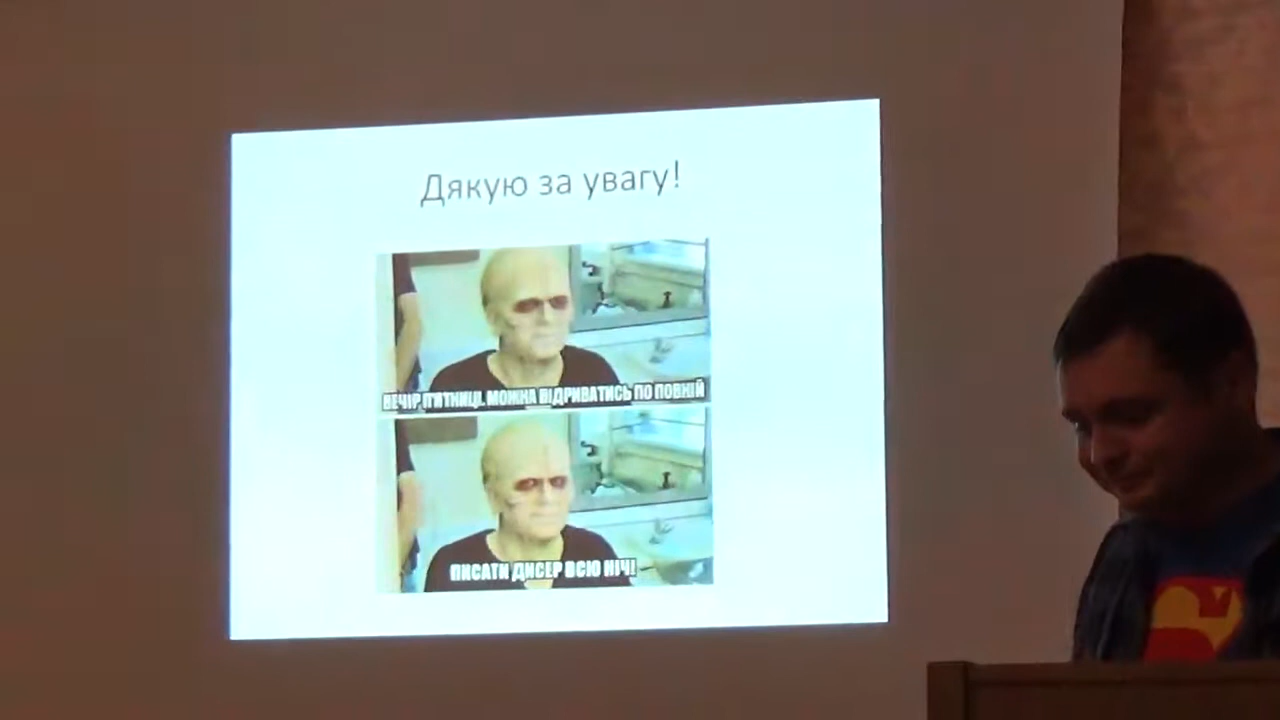 Дякую за увагу!
ВЕЧІР П'ЯТНИЦІ. МОЖНА ВІДРИВАТИСЬ ПО ПОВНІЙ
ПИСАТИ ДИСЕР ВСЮ НІЧ!